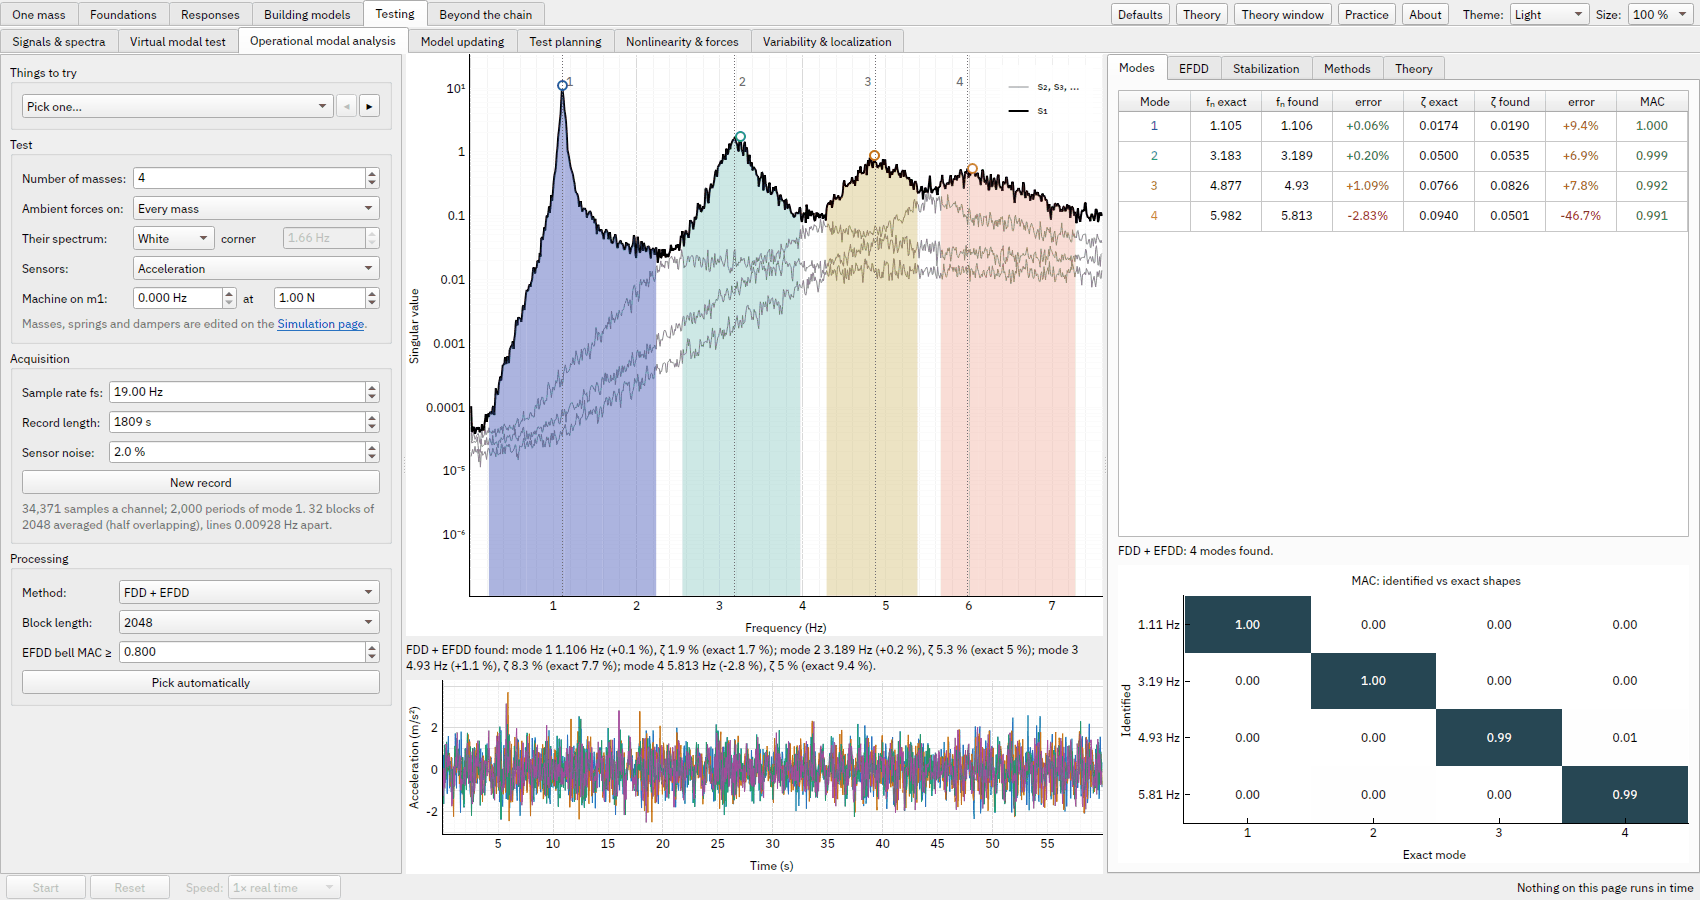 One mass Foundations Responses Building models Testing Beyond the chain Defaults Theory Theory window Practice About Theme: Light Size: 100 %
Signals & spectra Virtual modal test Operational modal analysis Model updating Test planning Nonlinearity & forces Variability & localization
Things to try
Pick one...
Test
Number of masses: 4
Ambient forces on: Every mass
Their spectrum: White corner 1.66 Hz
Sensors: Acceleration
Machine on m1: 0.000 Hz at 1.00 N
Masses, springs and dampers are edited on the Simulation page.
Acquisition
Sample rate fs: 19.00 Hz
Record length: 1809 s
Sensor noise: 2.0 %
New record
34,371 samples a channel; 2,000 periods of mode 1. 32 blocks of
2048 averaged (half overlapping), lines 0.00928 Hz apart.
Processing
Method: FDD + EFDD
Block length: 2048
EFDD bell MAC ≥ 0.800
Pick automatically
Singular value
10¹
1
0.1
0.01
0.001
0.0001
10⁻⁵
10⁻⁶
1 2 3 4
s₂, s₃, ...
s₁
1 2 3 4 5 6 7
Frequency (Hz)
FDD + EFDD found: mode 1 1.106 Hz (+0.1 %), ζ 1.9 % (exact 1.7 %); mode 2 3.189 Hz (+0.2 %), ζ 5.3 % (exact 5 %); mode 3
4.93 Hz (+1.1 %), ζ 8.3 % (exact 7.7 %); mode 4 5.813 Hz (-2.8 %), ζ 5 % (exact 9.4 %).
Acceleration (m/s²)
2
0
-2
5 10 15 20 25 30 35 40 45 50 55
Time (s)
Modes EFDD Stabilization Methods Theory
Mode fₙ exact fₙ found error ζ exact ζ found error MAC
1 1.105 1.106 +0.06% 0.0174 0.0190 +9.4% 1.000
2 3.183 3.189 +0.20% 0.0500 0.0535 +6.9% 0.999
3 4.877 4.93 +1.09% 0.0766 0.0826 +7.8% 0.992
4 5.982 5.813 -2.83% 0.0940 0.0501 -46.7% 0.991
FDD + EFDD: 4 modes found.
MAC: identified vs exact shapes
Identified
1.11 Hz 1.00 0.00 0.00 0.00
3.19 Hz 0.00 1.00 0.00 0.00
4.93 Hz 0.00 0.00 0.99 0.01
5.81 Hz 0.00 0.00 0.00 0.99
1 2 3 4
Exact mode
Start Reset Speed: 1× real time Nothing on this page runs in time